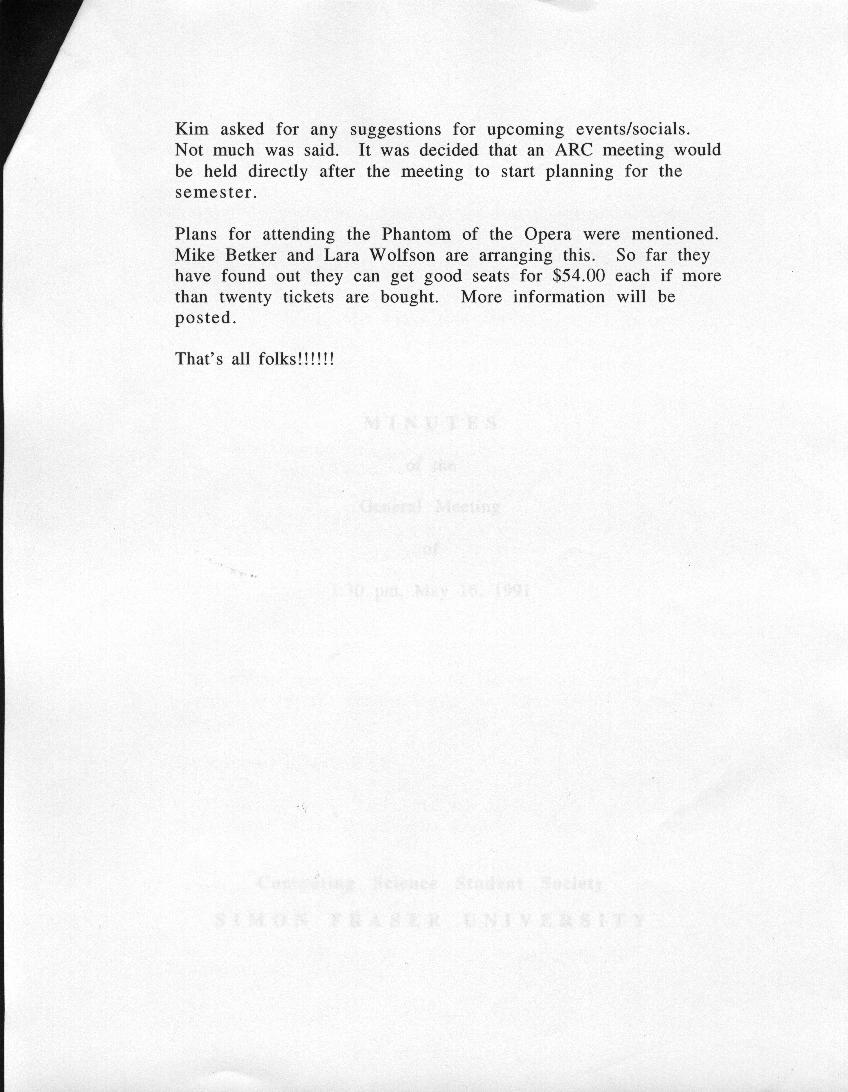 Kim asked for any suggestions for upcoming events/socials.
Not much was said. It was decided that an ARC meeting would
be held directly after the meeting to start planning for the
semester.
Plans for attending the Phantom of the Opera were mentioned.
Mike Betker and Lara Wolfson are arranging this. So far they
have found out they can get good seats for $54.00 each if more
than twenty tickets are bought. More information will be
posted.
That's all folks!!!!!!
MINUTES
of the
General Meeting
of
pm, May 16, 1991
Computing Science Student Society
SIMON FRASER UNIVERSITY